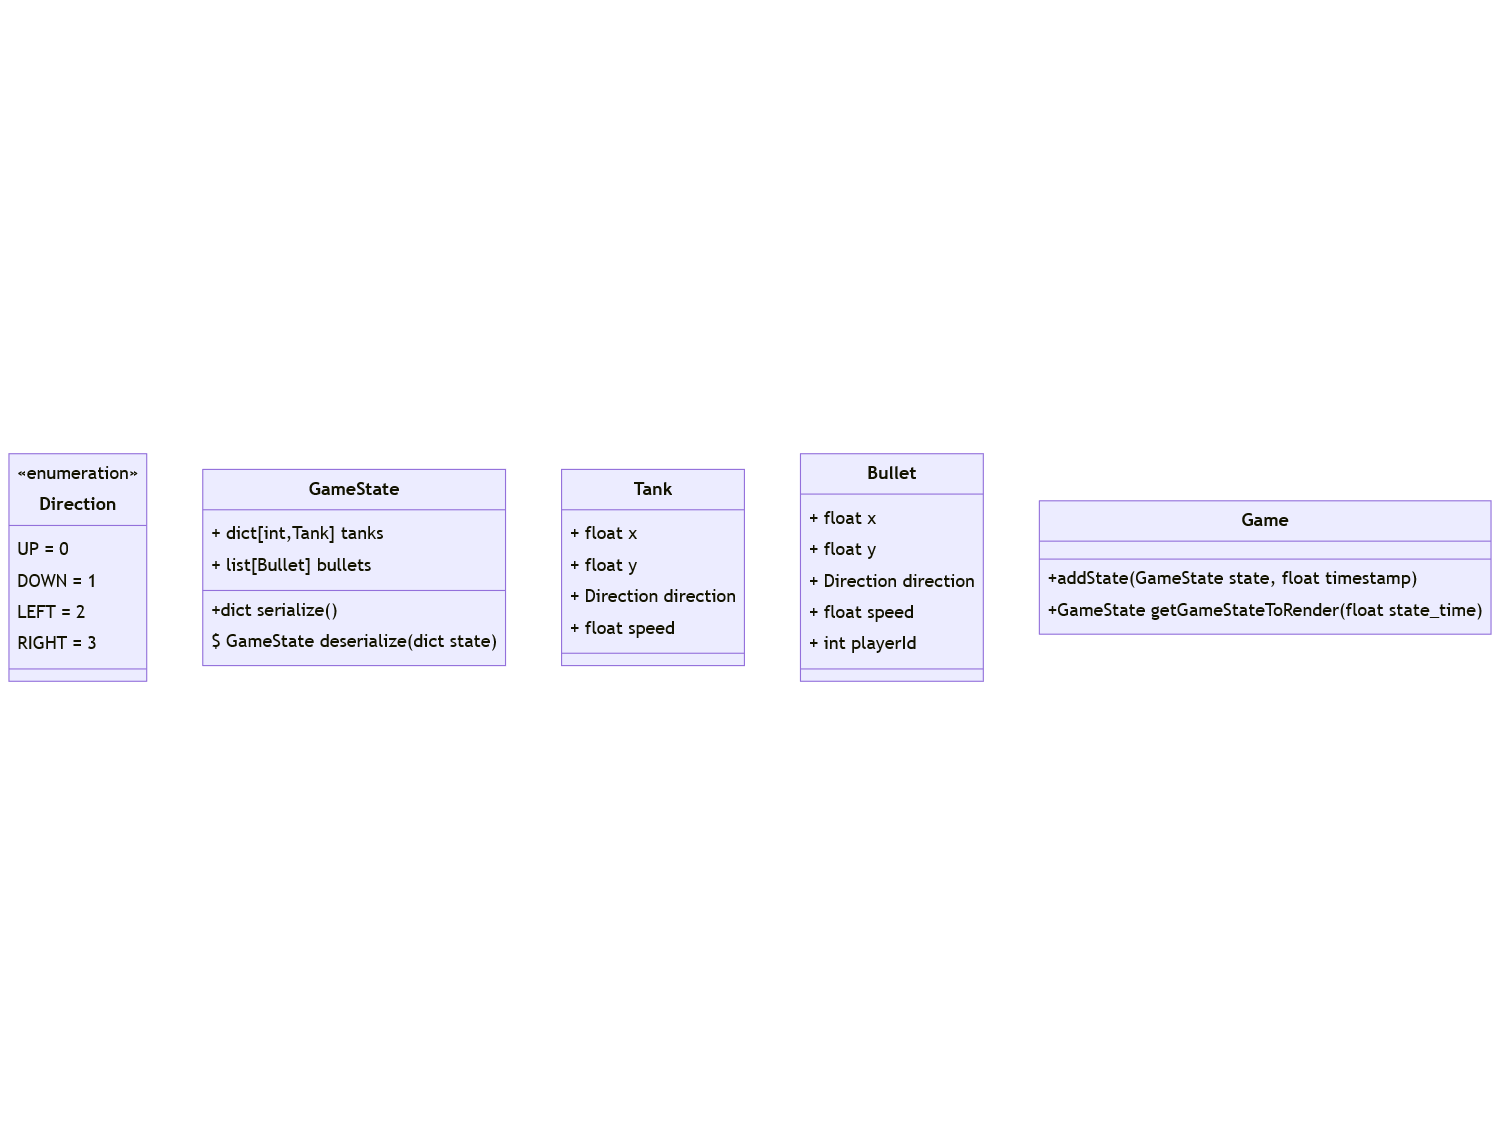 «enumeration»
Direction
UP = 0
DOWN = 1
LEFT = 2
RIGHT = 3
GameState
+ dict[int,Tank] tanks
+ list[Bullet] bullets
+dict serialize()
$ GameState deserialize(dict state)
Tank
+ float x
+ float y
+ Direction direction
+ float speed
Bullet
+ float x
+ float y
+ Direction direction
+ float speed
+ int playerId
Game
+addState(GameState state, float timestamp)
+GameState getGameStateToRender(float state_time)